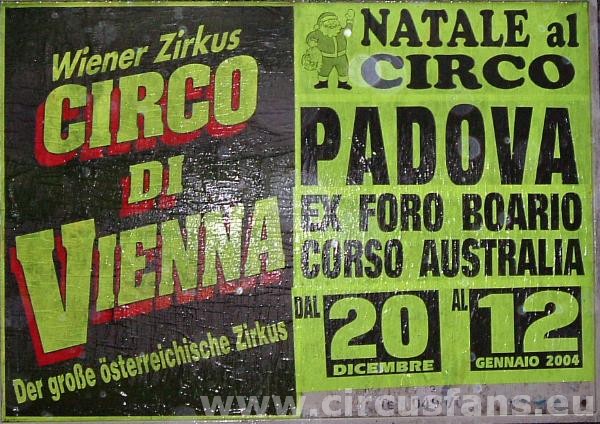 Wiener Zirkus
CIRCO
DI
VIENNA
Der große österreichische Zirkus
NATALE al
CIRCO
PADOVA
EX FORO BOARIO
CORSO AUSTRALIA
DAL 20 DICEMBRE
AL 12 GENNAIO 2004
www.circusfans.eu